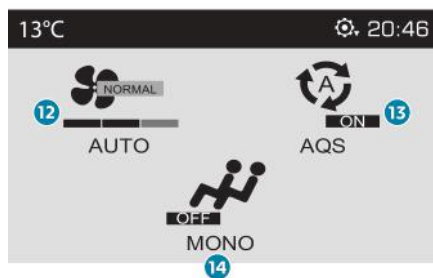 13°C 20:46
NORMAL
12 13
ON
AUTO AQS
OFF
MONO
14